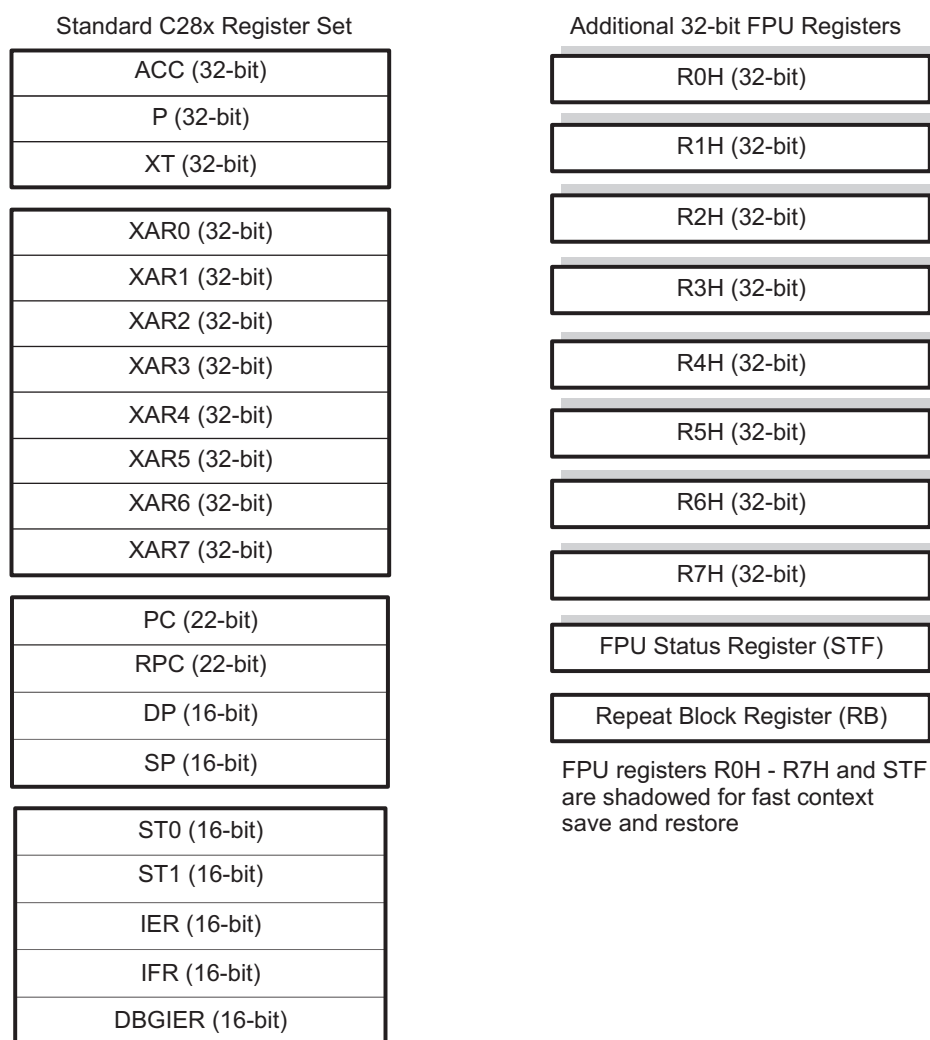 Standard C28x Register Set
ACC (32-bit)
P (32-bit)
XT (32-bit)
XAR0 (32-bit)
XAR1 (32-bit)
XAR2 (32-bit)
XAR3 (32-bit)
XAR4 (32-bit)
XAR5 (32-bit)
XAR6 (32-bit)
XAR7 (32-bit)
PC (22-bit)
RPC (22-bit)
DP (16-bit)
SP (16-bit)
ST0 (16-bit)
ST1 (16-bit)
IER (16-bit)
IFR (16-bit)
DBGIER (16-bit)
Additional 32-bit FPU Registers
R0H (32-bit)
R1H (32-bit)
R2H (32-bit)
R3H (32-bit)
R4H (32-bit)
R5H (32-bit)
R6H (32-bit)
R7H (32-bit)
FPU Status Register (STF)
Repeat Block Register (RB)
FPU registers R0H - R7H and STF
are shadowed for fast context
save and restore